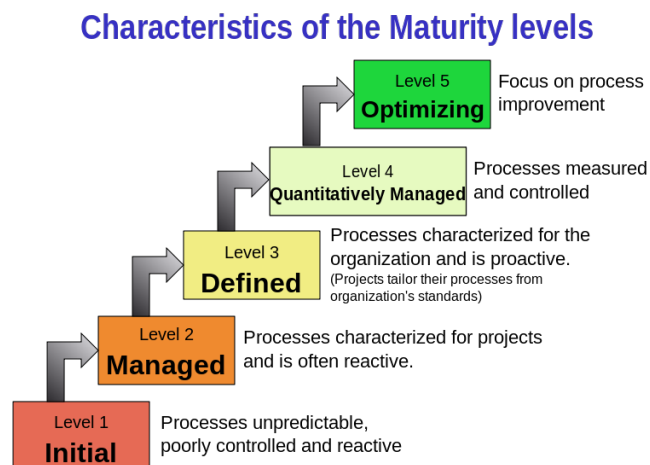 Characteristics of the Maturity levels
Level 5
Optimizing
Focus on process
improvement
Level 4
Quantitatively Managed
Processes measured
and controlled
Level 3
Defined
Processes characterized for the
organization and is proactive.
(Projects tailor their processes from
organization's standards)
Level 2
Managed
Processes characterized for projects
and is often reactive.
Level 1
Initial
Processes unpredictable,
poorly controlled and reactive